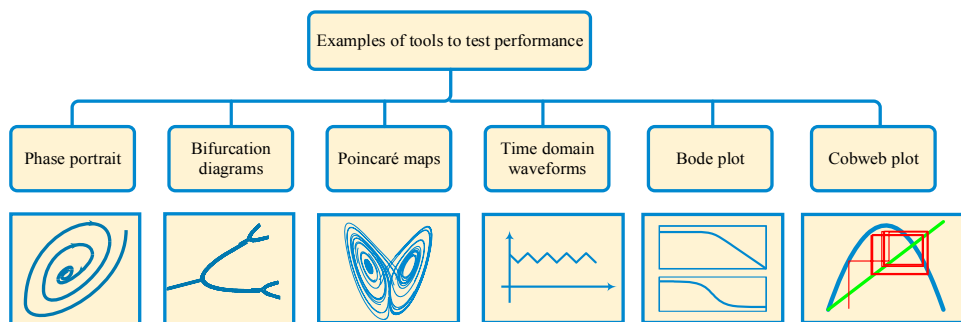 Examples of tools to test performance
Phase portrait
Bifurcation
diagrams
Poincaré maps
Time domain
waveforms
Bode plot
Cobweb plot